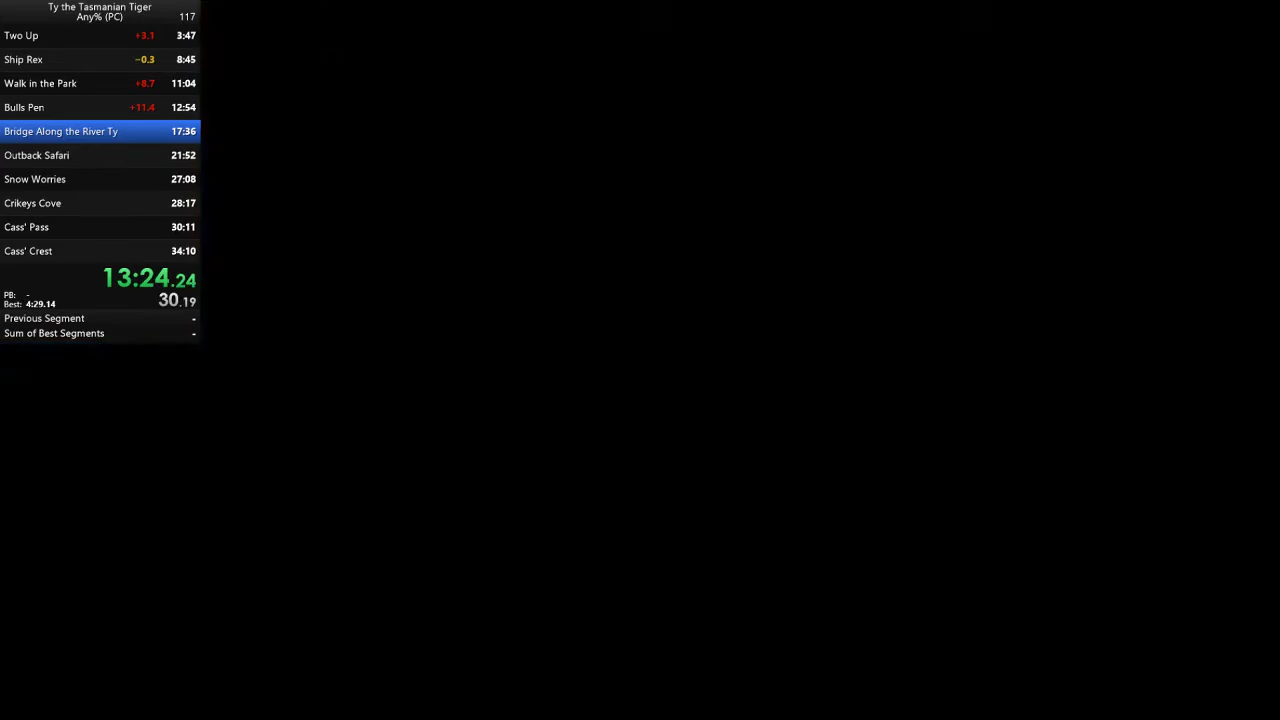 Ty the Tasmanian Tiger
Any% (PC) 117
Two Up +3.1 3:47
Ship Rex −0.3 8:45
Walk in the Park +8.7 11:04
Bulls Pen +11.4 12:54
Bridge Along the River Ty 17:36
Outback Safari 21:52
Snow Worries 27:08
Crikeys Cove 28:17
Cass' Pass 30:11
Cass' Crest 34:10
13:24.24
PB: -
Best: 4:29.14 30.19
Previous Segment -
Sum of Best Segments -